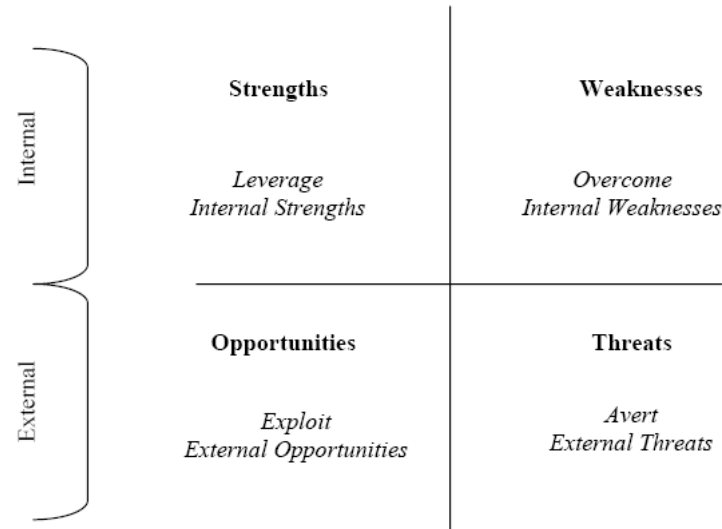 Internal
Strengths
Weaknesses
Leverage
Internal Strengths
Overcome
Internal Weaknesses
External
Opportunities
Threats
Exploit
External Opportunities
Avert
External Threats